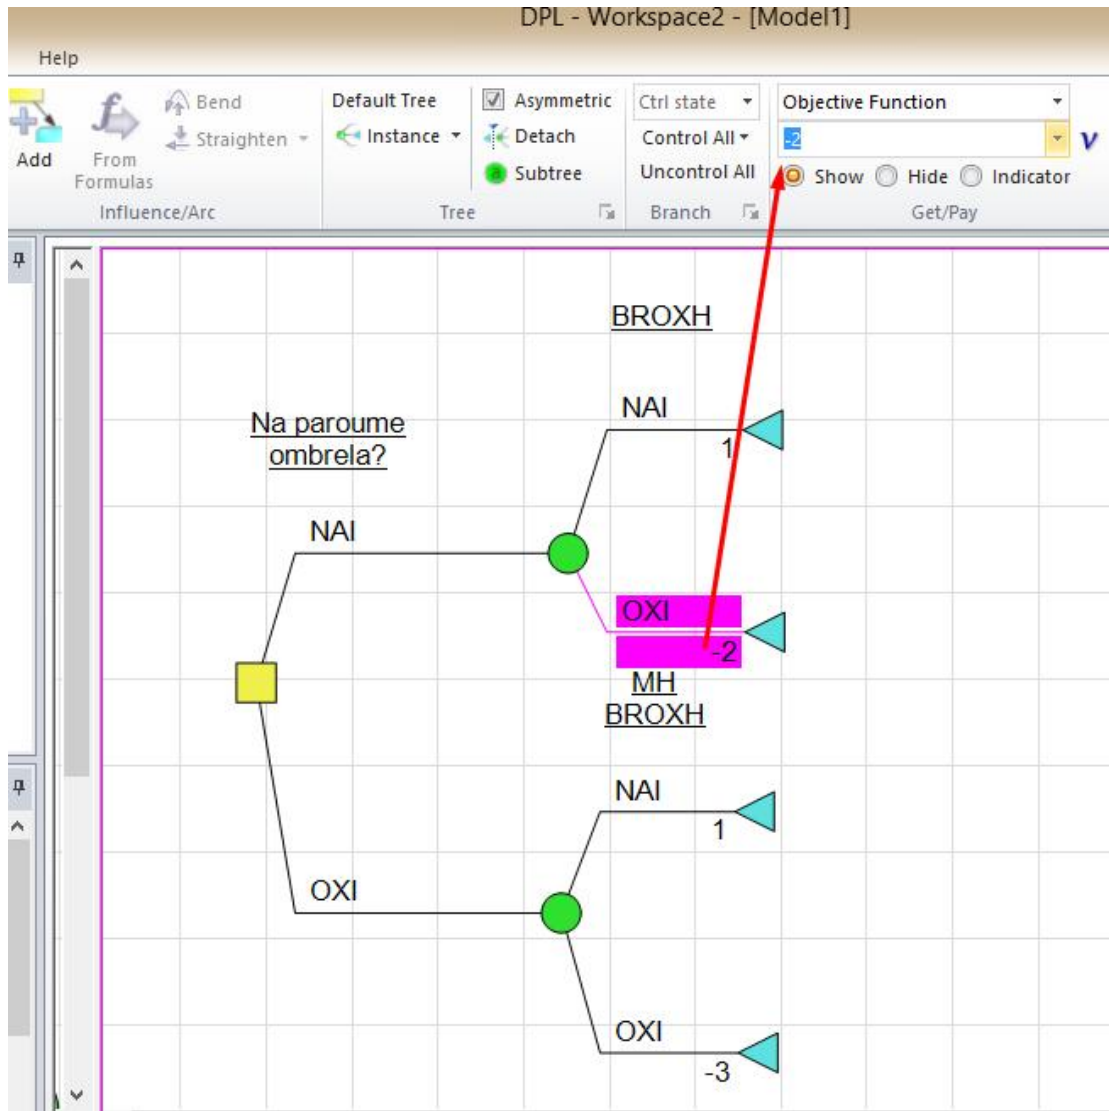 DPL - Workspace2 - [Model1]
Help
Add
From
Formulas
Bend
Straighten
Influence/Arc
Default Tree
Instance
Asymmetric
Detach
a Subtree
Tree
Ctrl state
Control All
Uncontrol All
Branch
Objective Function
-2
Show Hide Indicator
Get/Pay
BROXH
Na paroume
ombrela?
NAI
1
NAI
OXI
-2
MH
BROXH
NAI
1
OXI
OXI
-3